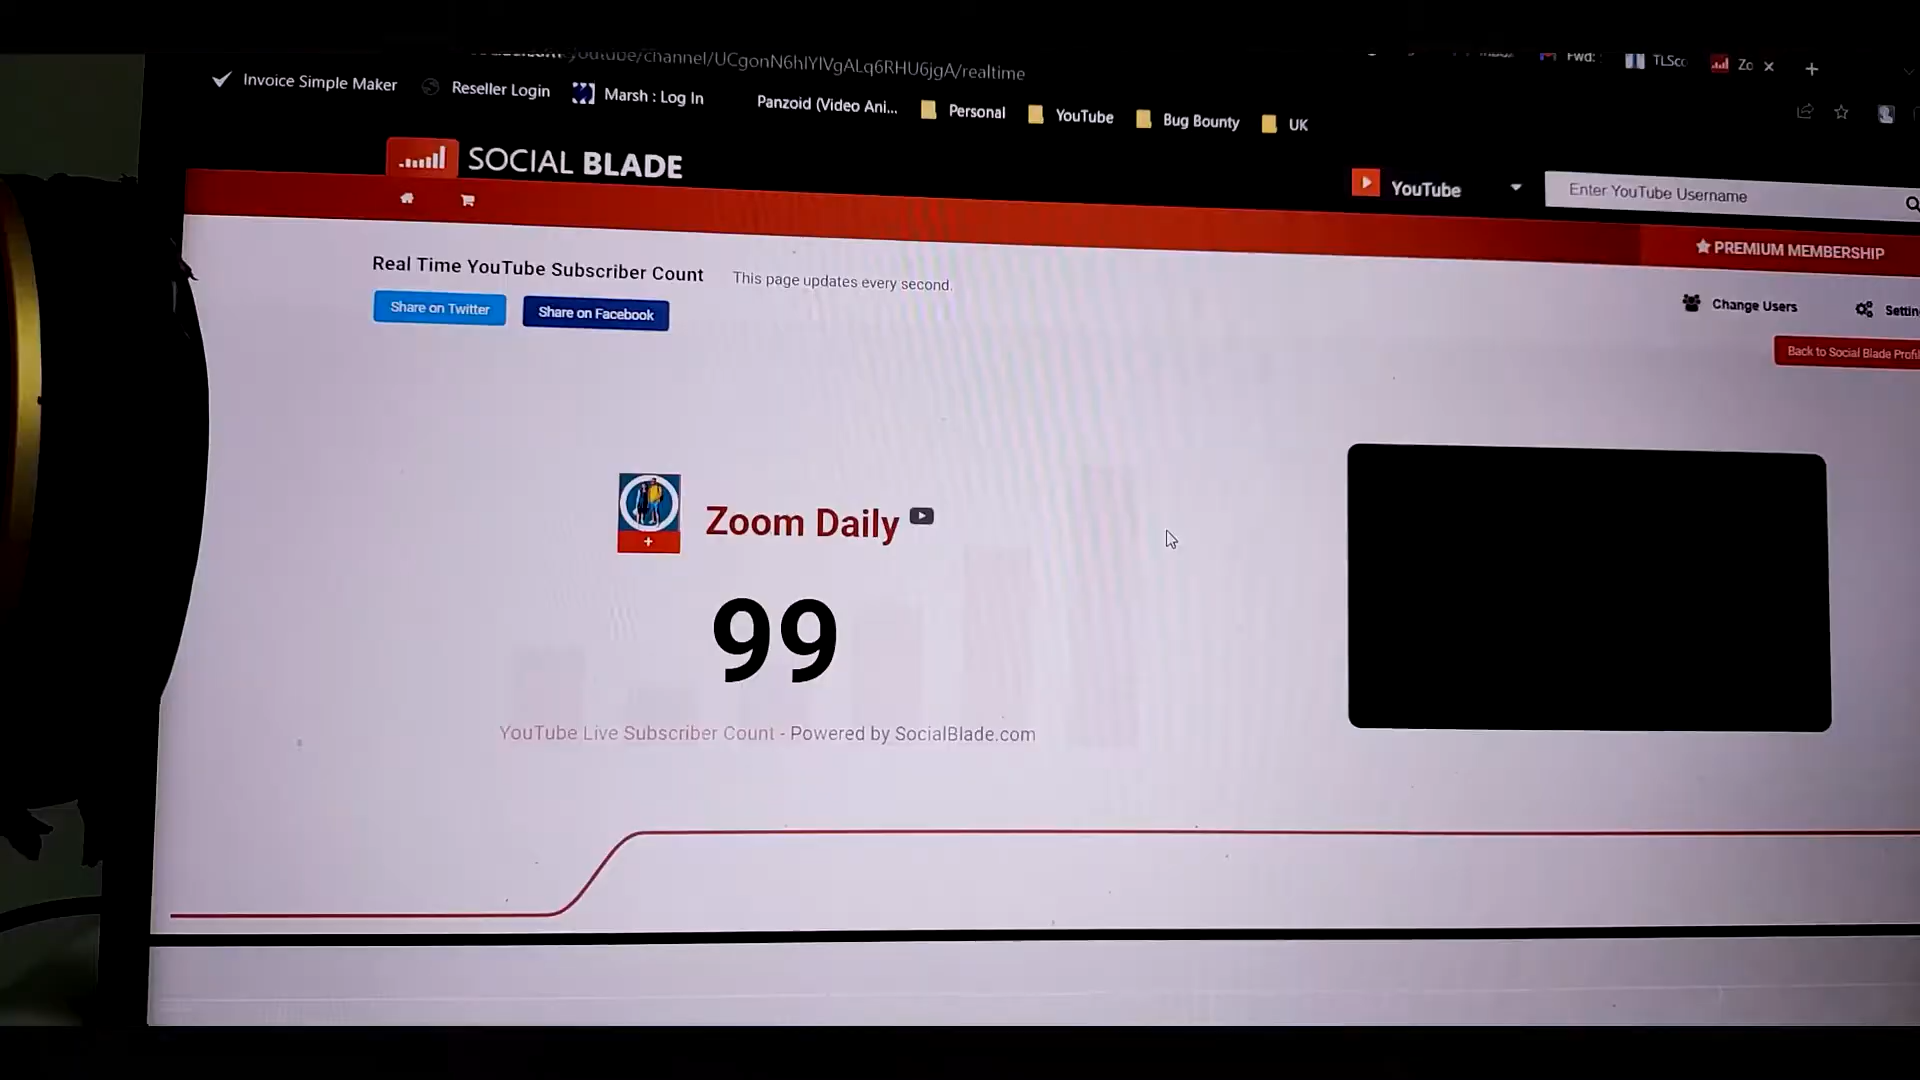 youtube/channel/UCgonN6hlYlVgALq6RHU6jgA/realtime
Fwd:
Zo
Invoice Simple Maker
Reseller Login
Marsh : Log In
Panzoid (Video Ani...
Personal
YouTube
Bug Bounty
UK
SOCIAL BLADE
YouTube
Enter YouTube Username
PREMIUM MEMBERSHIP
Real Time YouTube Subscriber Count
This page updates every second.
Share on Twitter
Share on Facebook
Change Users
Settin
Back to Social Blade Profil
Zoom Daily
99
YouTube Live Subscriber Count - Powered by SocialBlade.com